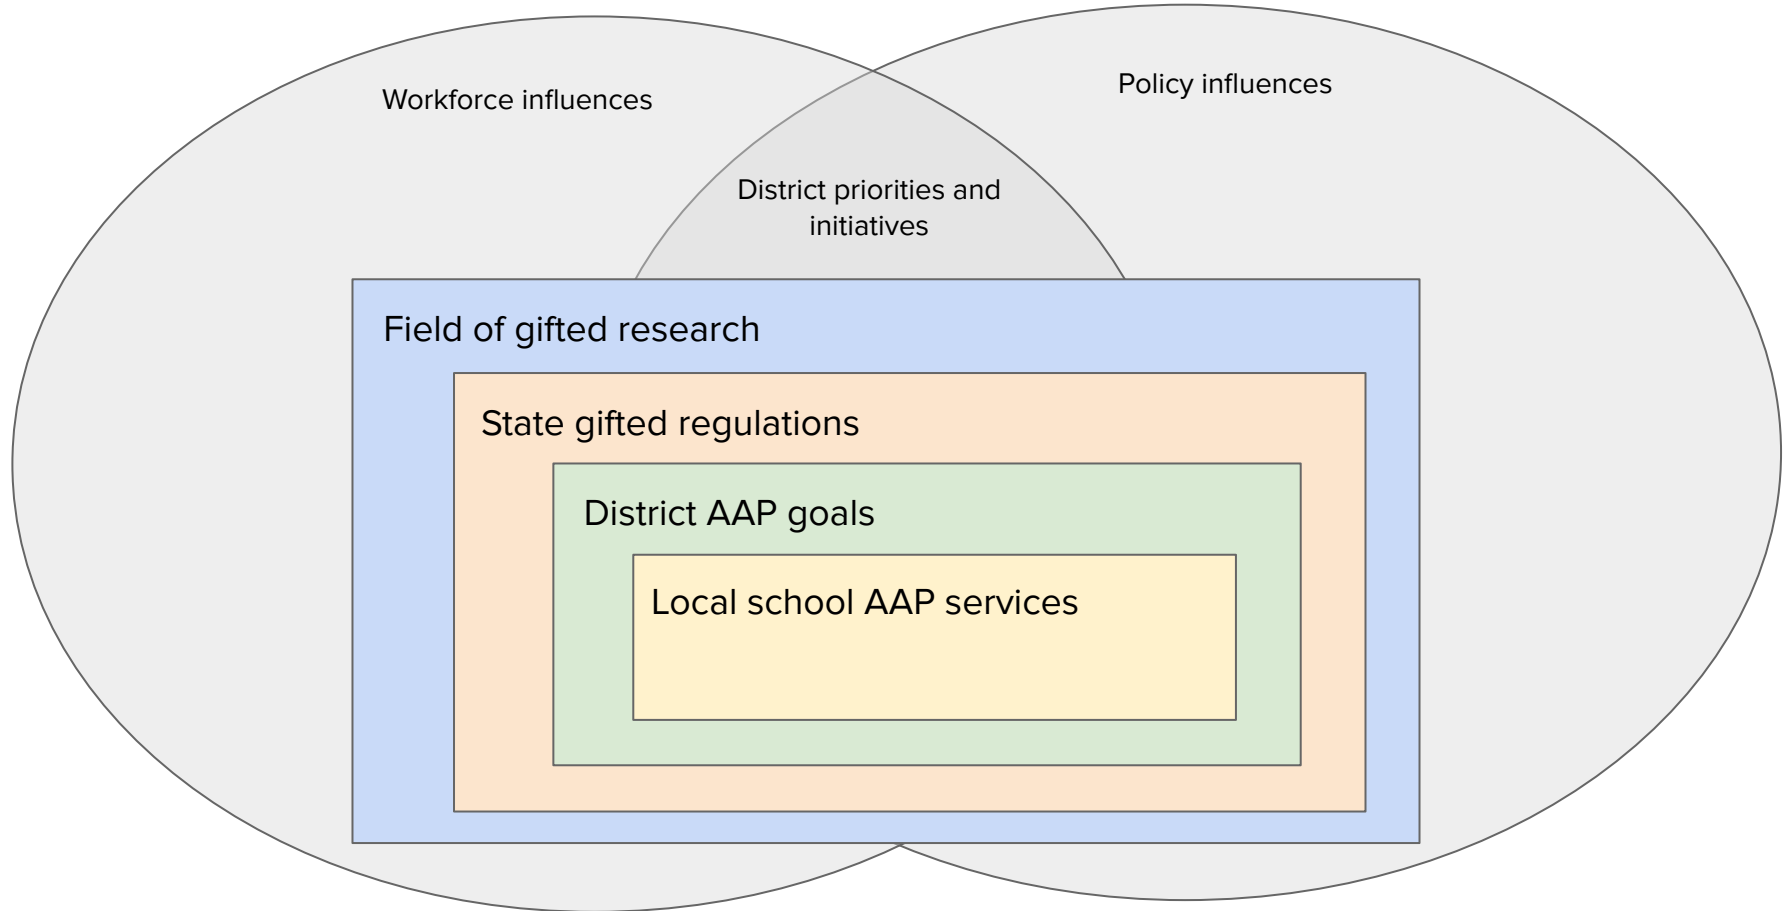 Workforce influences
Policy influences
District priorities and
initiatives
Field of gifted research
State gifted regulations
District AAP goals
Local school AAP services